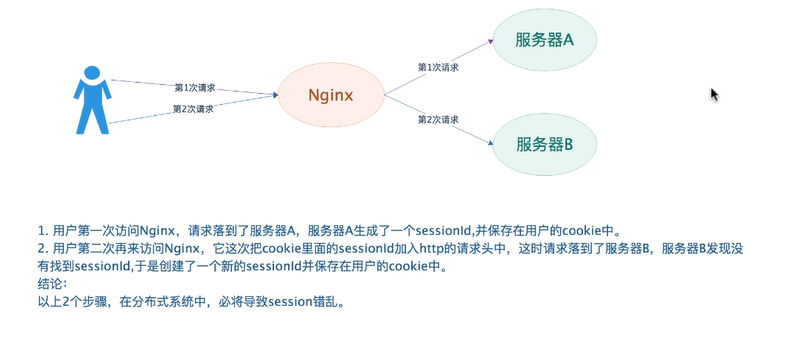 服务器A
第1次请求
第1次请求
Nginx
第2次请求
第2次请求
服务器B
1. 用户第一次访问Nginx，请求落到了服务器A，服务器A生成了一个sessionId,并保存在用户的cookie中。
2. 用户第二次再来访问Nginx，它这次把cookie里面的sessionId加入http的请求头中，这时请求落到了服务器B，服务器B发现没
有找到sessionId,于是创建了一个新的sessionId并保存在用户的cookie中。
结论：
以上2个步骤，在分布式系统中，必将导致session错乱。